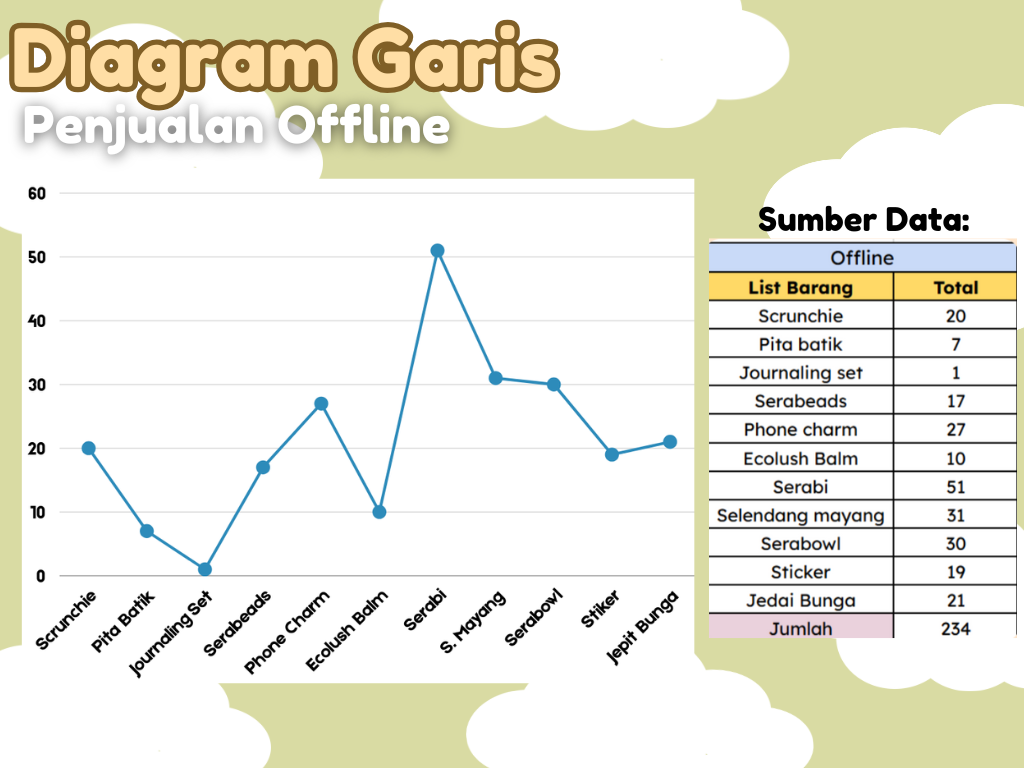 Diagram Garis
Penjualan Offline
60
50
40
30
20
10
0
Scrunchie
Pita Batik
Journaling Set
Serabeads
Phone Charm
Ecolush Balm
Serabi
S. Mayang
Serabowl
Stiker
Jepit Bunga
Sumber Data:
Offline
List Barang Total
Scrunchie 20
Pita batik 7
Journaling set 1
Serabeads 17
Phone charm 27
Ecolush Balm 10
Serabi 51
Selendang mayang 31
Serabowl 30
Sticker 19
Jedai Bunga 21
Jumlah 234